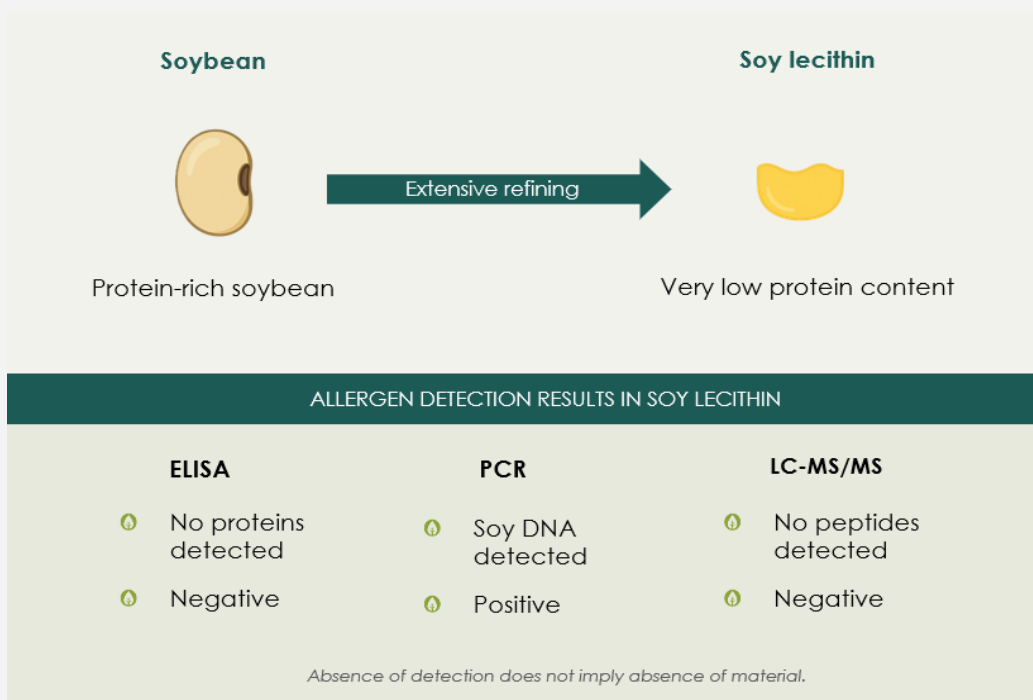 Soybean
Soy lecithin
Extensive refining
Protein-rich soybean
Very low protein content
ALLERGEN DETECTION RESULTS IN SOY LECITHIN
ELISA
No proteins
detected
Negative
PCR
Soy DNA
detected
Positive
LC-MS/MS
No peptides
detected
Negative
Absence of detection does not imply absence of material.